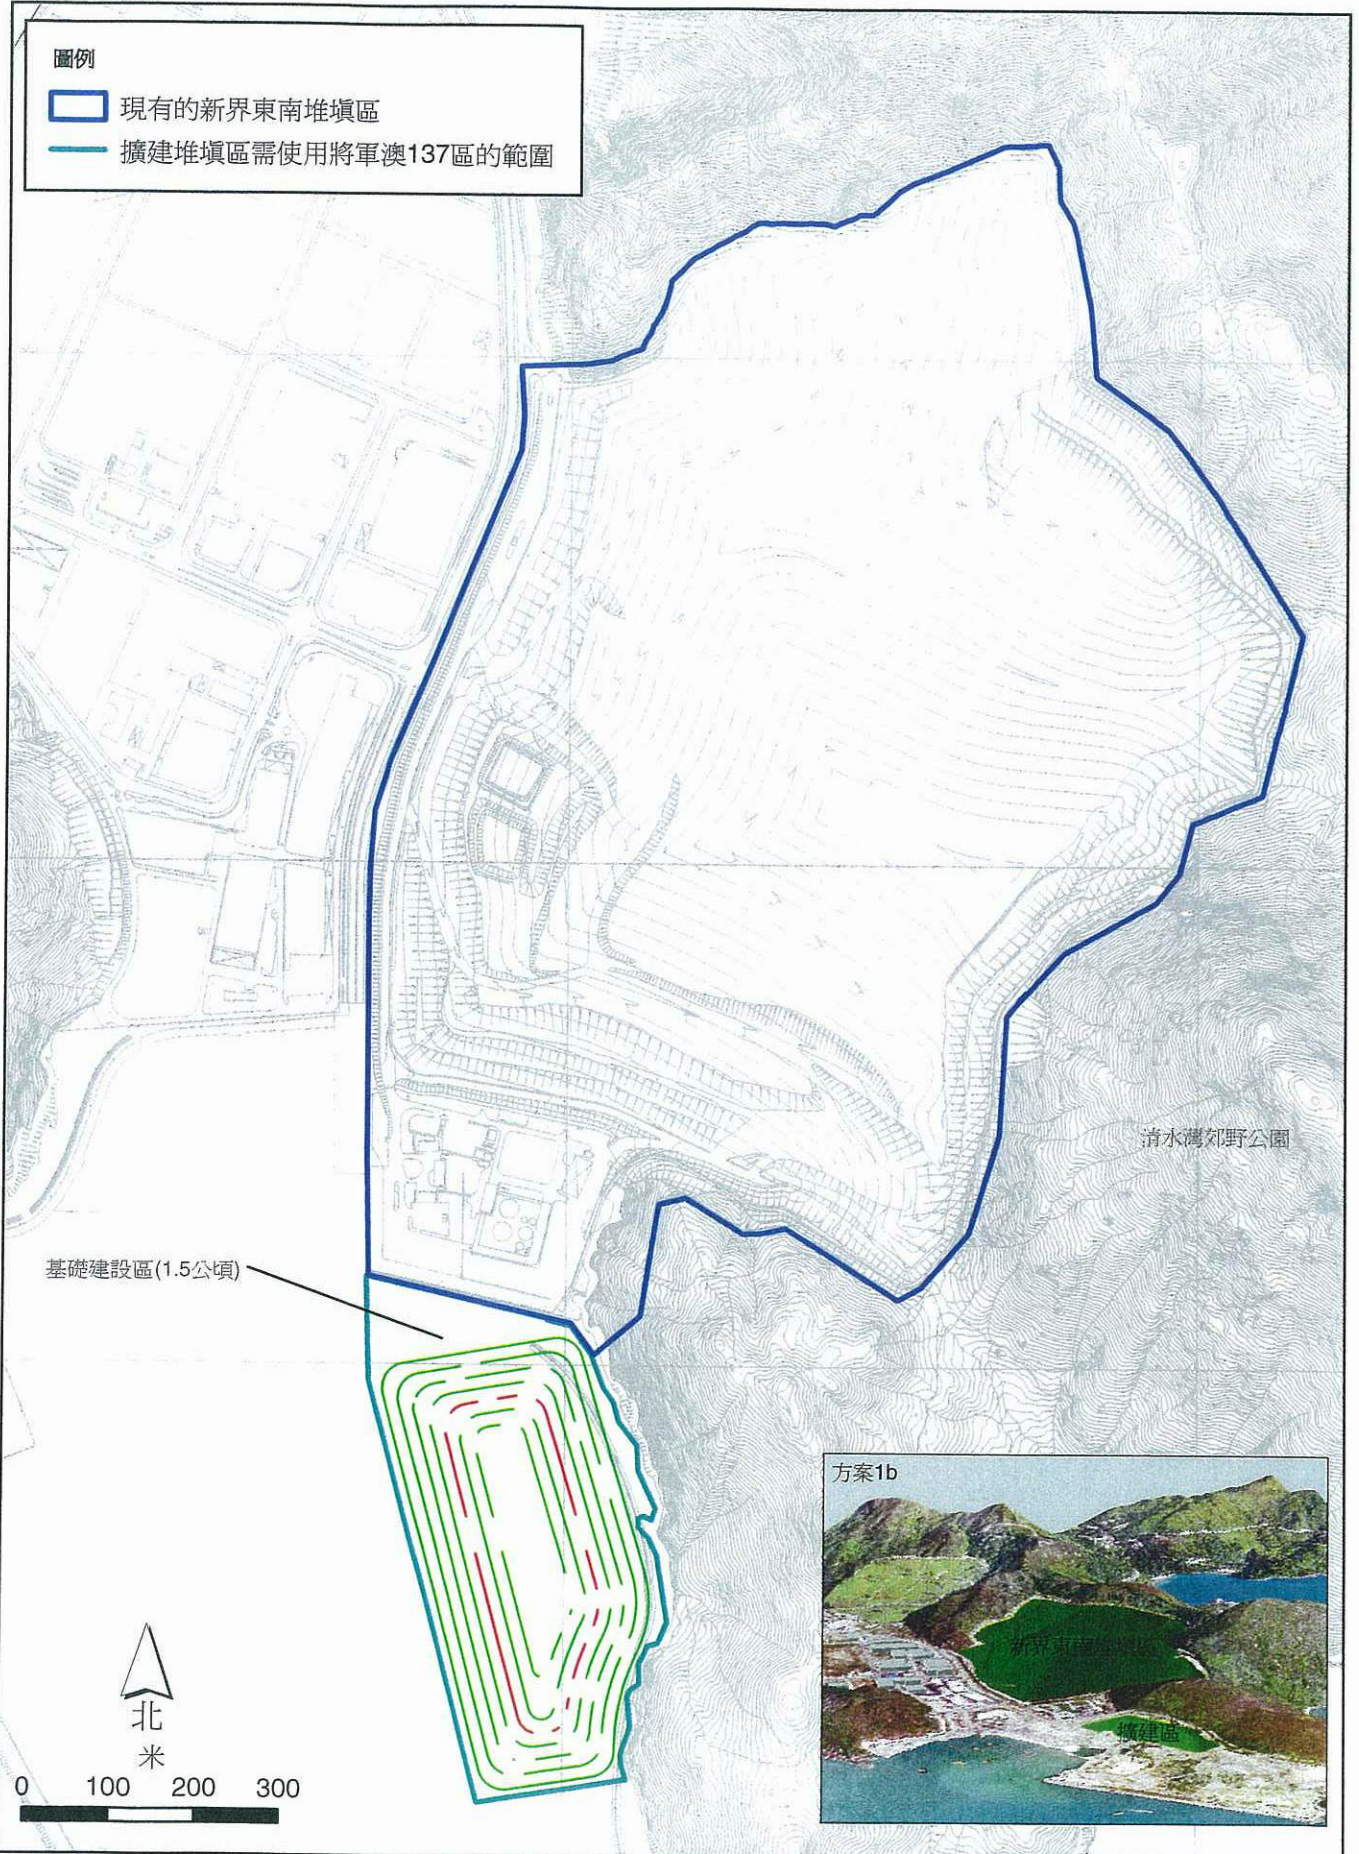 圖例
現有的新界東南堆填區
擴建堆填區需使用將軍澳137區的範圍
清水灣郊野公園
基礎建設區(1.5公頃)
方案1b
新界東
擴建區
北
米
0 100 200 300